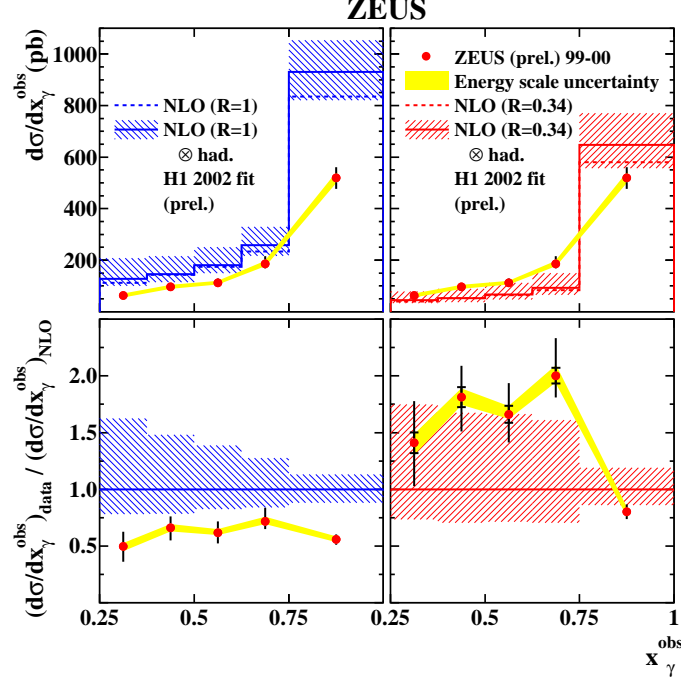 ZEUS
dσ/dx_γ^obs (pb)
1000
800
600
400
200
NLO (R=1)
NLO (R=1)
⊗ had.
H1 2002 fit
(prel.)
ZEUS (prel.) 99-00
Energy scale uncertainty
NLO (R=0.34)
NLO (R=0.34)
⊗ had.
H1 2002 fit
(prel.)
(dσ/dx_γ^obs)_data / (dσ/dx_γ^obs)_NLO
2.0
1.5
1.0
0.5
0.25 0.5 0.75 0.25 0.5 0.75 1
x_γ^obs